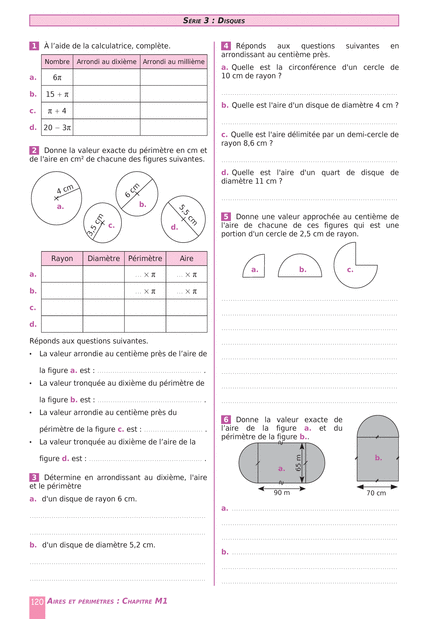 SÉRIE 3 : DISQUES
1 À l'aide de la calculatrice, complète.
Nombre Arrondi au dixième Arrondi au millième
a. 6π
b. 15 + π
c. π + 4
d. 20 − 3π
2 Donne la valeur exacte du périmètre en cm et
de l'aire en cm² de chacune des figures suivantes.
4 cm
a.
3,5 cm
c.
6 cm
b.
5,5 cm
d.
Rayon Diamètre Périmètre Aire
a. ... × π ... × π
b. ... × π ... × π
c.
d.
Réponds aux questions suivantes.
• La valeur arrondie au centième près de l'aire de
la figure a. est : .
• La valeur tronquée au dixième du périmètre de
la figure b. est : .
• La valeur arrondie au centième près du
périmètre de la figure c. est : .
• La valeur tronquée au dixième de l'aire de la
figure d. est : .
3 Détermine en arrondissant au dixième, l'aire
et le périmètre
a. d'un disque de rayon 6 cm.
b. d'un disque de diamètre 5,2 cm.
4 Réponds aux questions suivantes en
arrondissant au centième près.
a. Quelle est la circonférence d'un cercle de
10 cm de rayon ?
b. Quelle est l'aire d'un disque de diamètre 4 cm ?
c. Quelle est l'aire délimitée par un demi-cercle de
rayon 8,6 cm ?
d. Quelle est l'aire d'un quart de disque de
diamètre 11 cm ?
5 Donne une valeur approchée au centième de
l'aire de chacune de ces figures qui est une
portion d'un cercle de 2,5 cm de rayon.
a.
b.
c.
6 Donne la valeur exacte de
l'aire de la figure a. et du
périmètre de la figure b..
a.
65 m
90 m
b.
70 cm
a.
b.
120 AIRES ET PÉRIMÈTRES : CHAPITRE M1